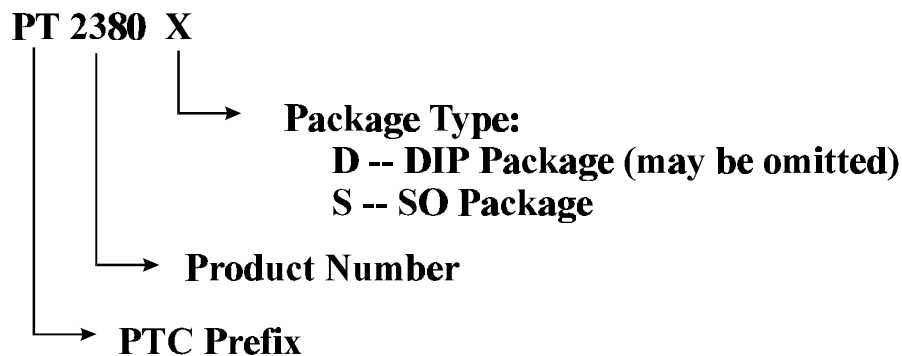 PT 2380 X
Package Type:
D -- DIP Package (may be omitted)
S -- SO Package
Product Number
PTC Prefix